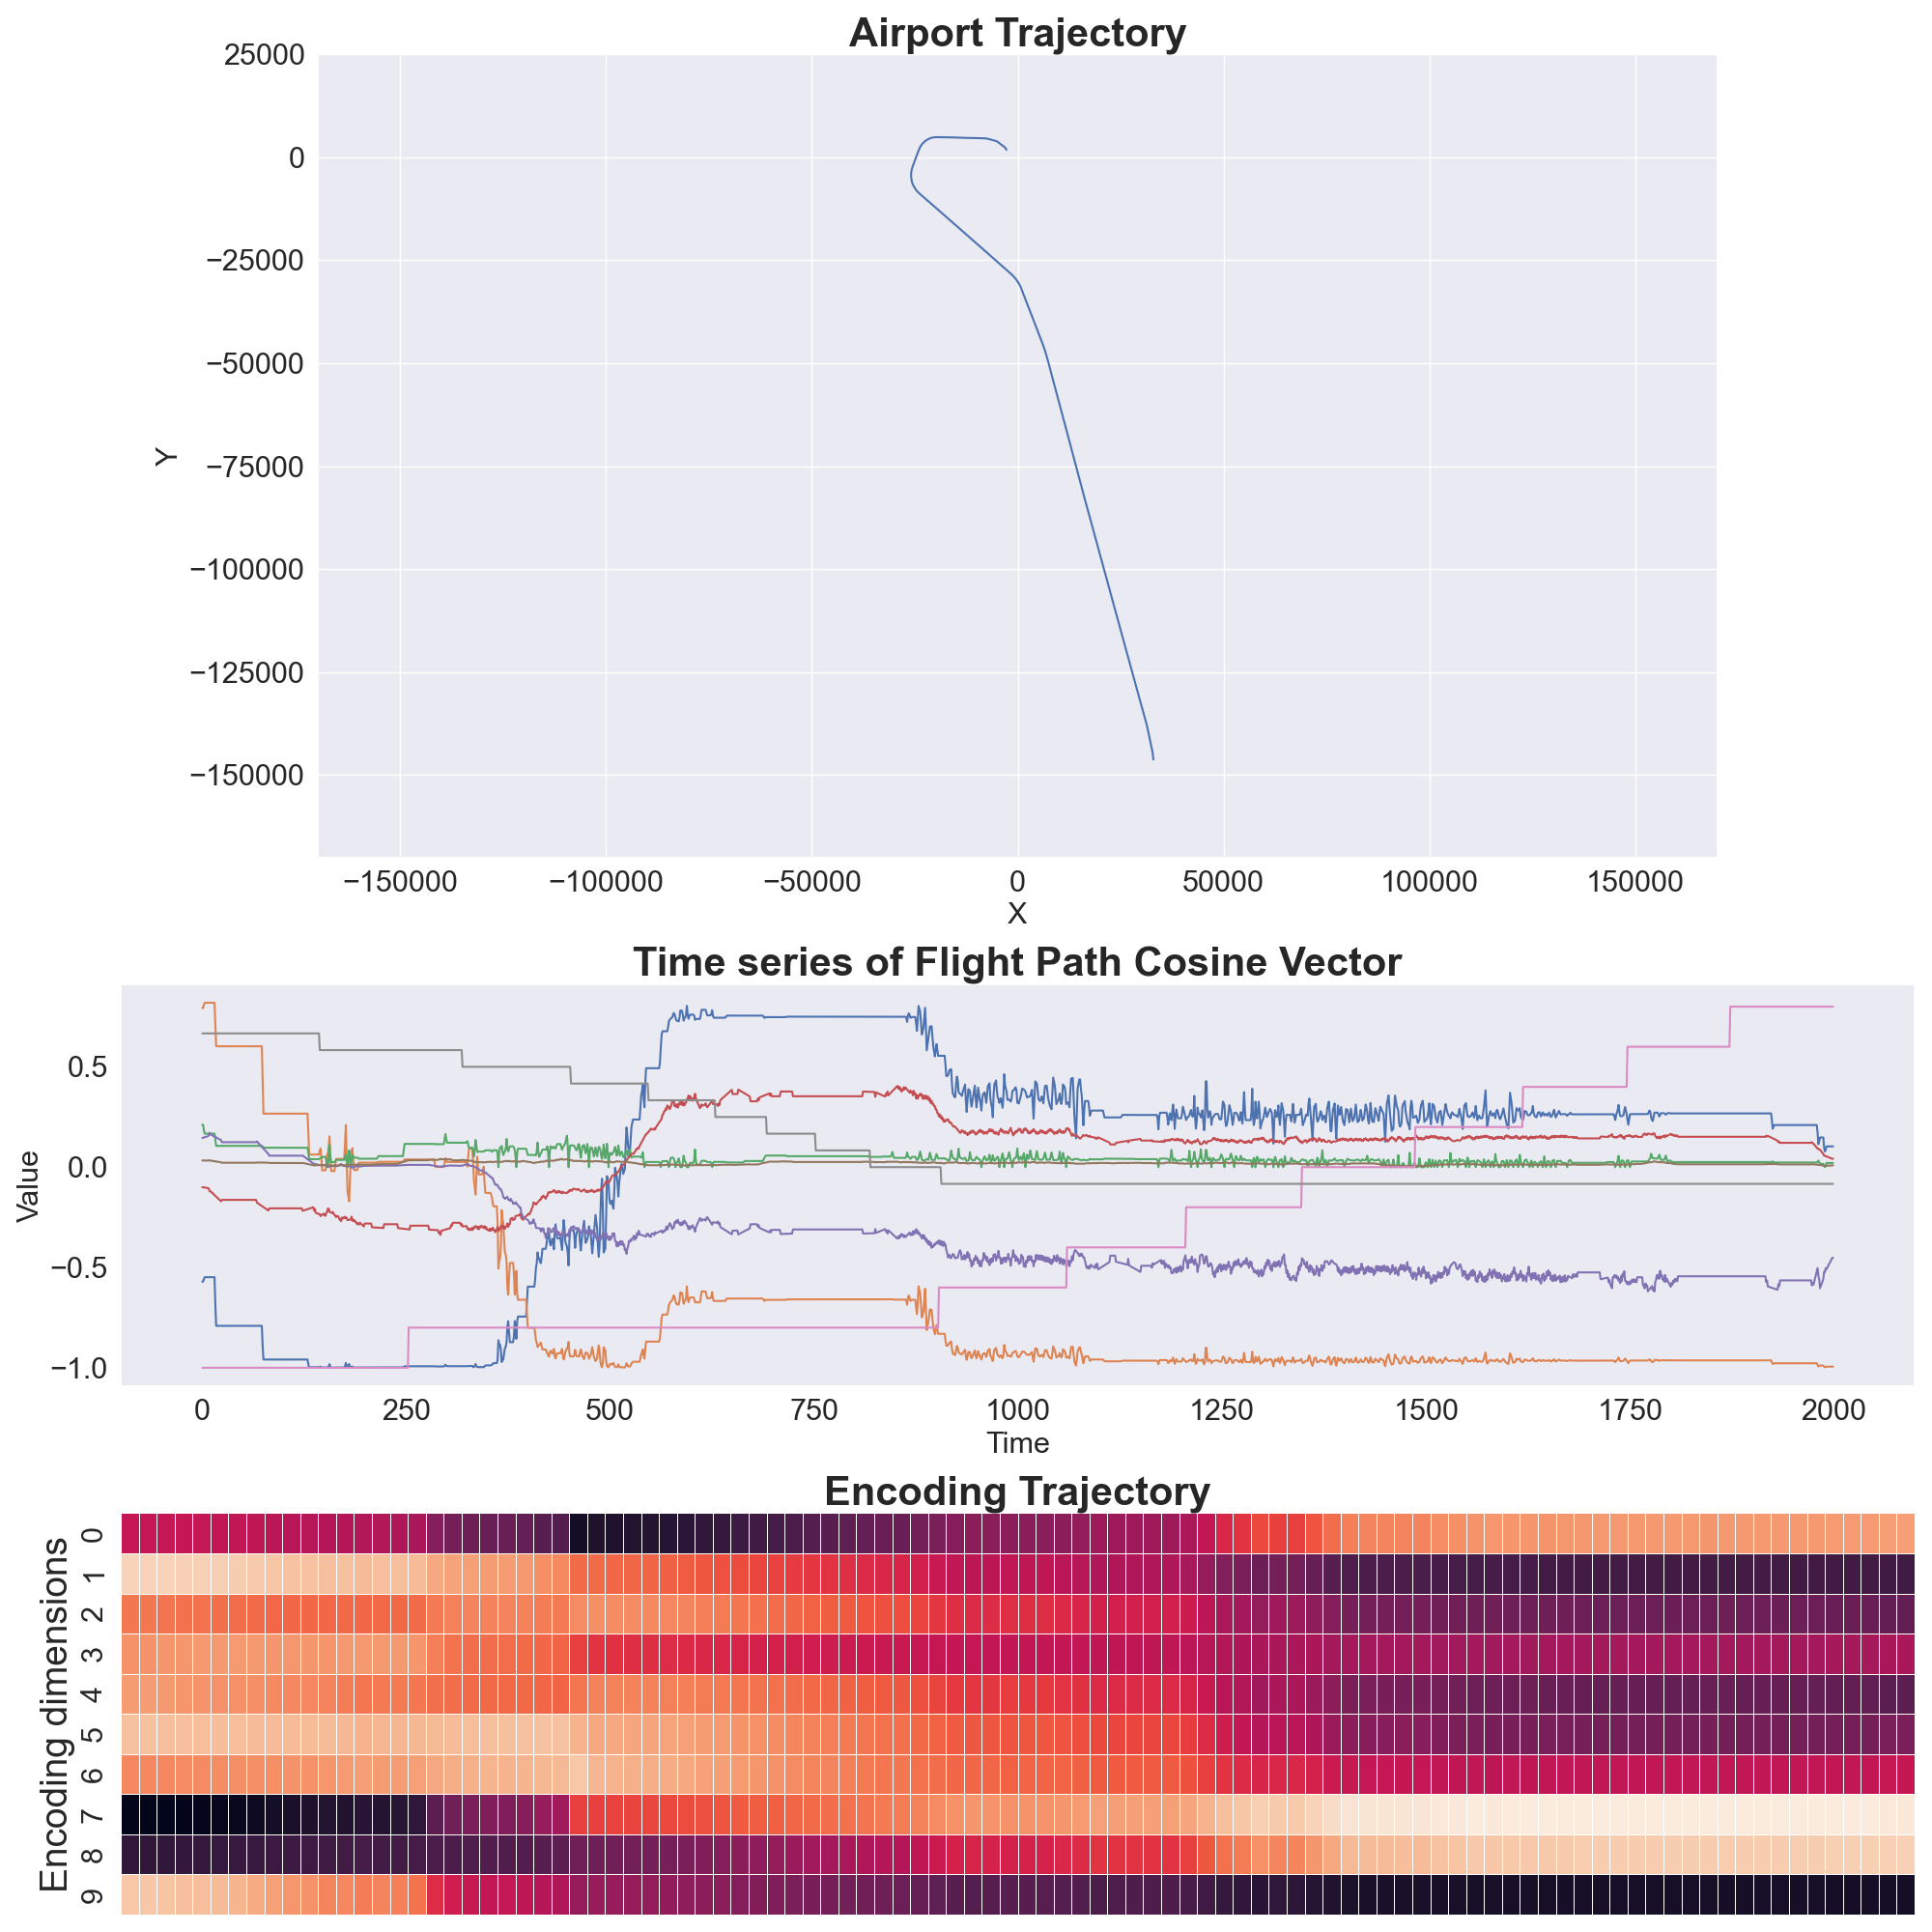 Airport Trajectory
25000
0
−25000
−50000
−75000
−100000
−125000
−150000
Y
−150000 −100000 −50000 0 50000 100000 150000
X
Time series of Flight Path Cosine Vector
0.5
0.0
−0.5
−1.0
Value
0 250 500 750 1000 1250 1500 1750 2000
Time
Encoding Trajectory
Encoding dimensions
0
1
2
3
4
5
6
7
8
9